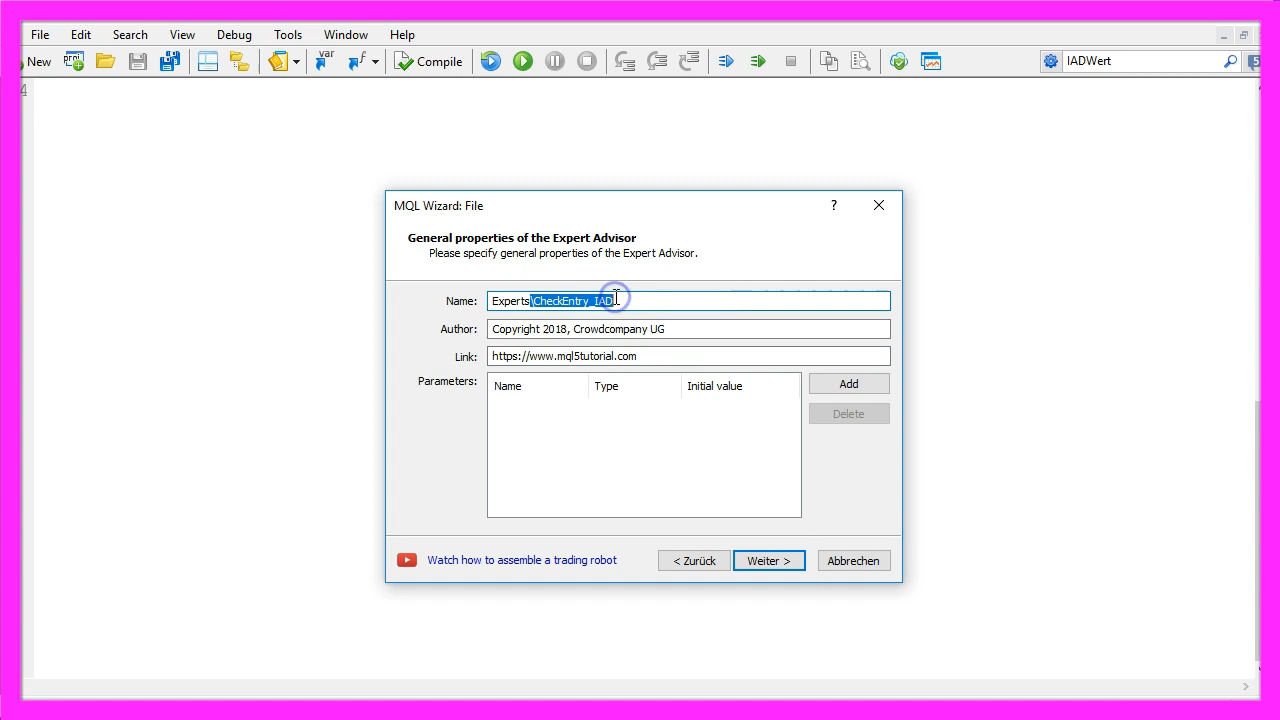 File Edit Search View Debug Tools Window Help
New proj var f Compile IADWert 5
4
MQL Wizard: File ?
General properties of the Expert Advisor
Please specify general properties of the Expert Advisor.
Name: Experts\CheckEntry_IAD
Author: Copyright 2018, Crowdcompany UG
Link: https://www.mql5tutorial.com
Parameters: Name Type Initial value Add
Delete
Watch how to assemble a trading robot < Zurück Weiter > Abbrechen